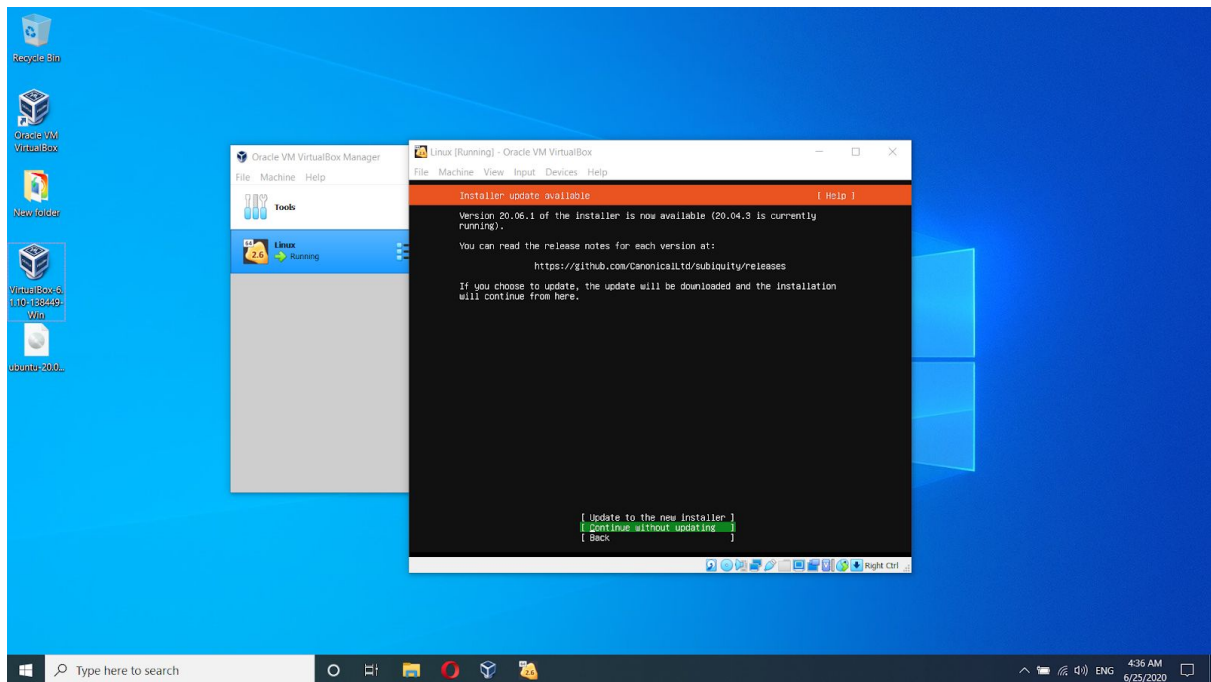 Recycle Bin
Oracle VM
VirtualBox
New folder
VirtualBox-6.
1.10-138449-
Win
ubuntu-20.0...
Oracle VM VirtualBox Manager
File Machine Help
Tools
64
2.6
Linux
Running
Linux [Running] - Oracle VM VirtualBox
File Machine View Input Devices Help
Installer update available [ Help ]
Version 20.06.1 of the installer is now available (20.04.3 is currently
running).
You can read the release notes for each version at:
https://github.com/CanonicalLtd/subiquity/releases
If you choose to update, the update will be downloaded and the installation
will continue from here.
[ Update to the new installer ]
[ Continue without updating ]
[ Back ]
Right Ctrl
Type here to search
2.6
ENG
4:36 AM
6/25/2020